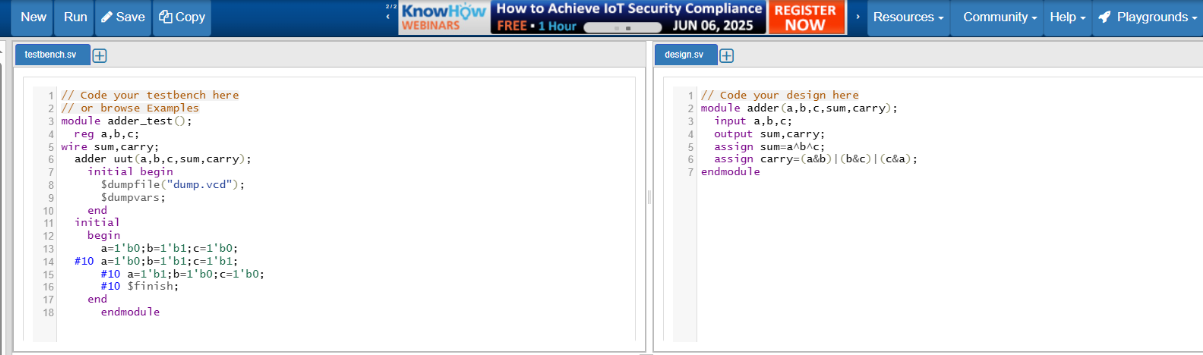 New Run Save Copy
2/2
KnowHow
WEBINARS
How to Achieve IoT Security Compliance
FREE • 1 Hour
JUN 06, 2025
REGISTER
NOW
Resources Community Help Playgrounds
testbench.sv
1 // Code your testbench here
2 // or browse Examples
3 module adder_test();
4 reg a,b,c;
5 wire sum,carry;
6 adder uut(a,b,c,sum,carry);
7 initial begin
8 $dumpfile("dump.vcd");
9 $dumpvars;
10 end
11 initial
12 begin
13 a=1'b0;b=1'b1;c=1'b0;
14 #10 a=1'b0;b=1'b1;c=1'b1;
15 #10 a=1'b1;b=1'b0;c=1'b0;
16 #10 $finish;
17 end
18 endmodule
design.sv
1 // Code your design here
2 module adder(a,b,c,sum,carry);
3 input a,b,c;
4 output sum,carry;
5 assign sum=a^b^c;
6 assign carry=(a&b)|(b&c)|(c&a);
7 endmodule